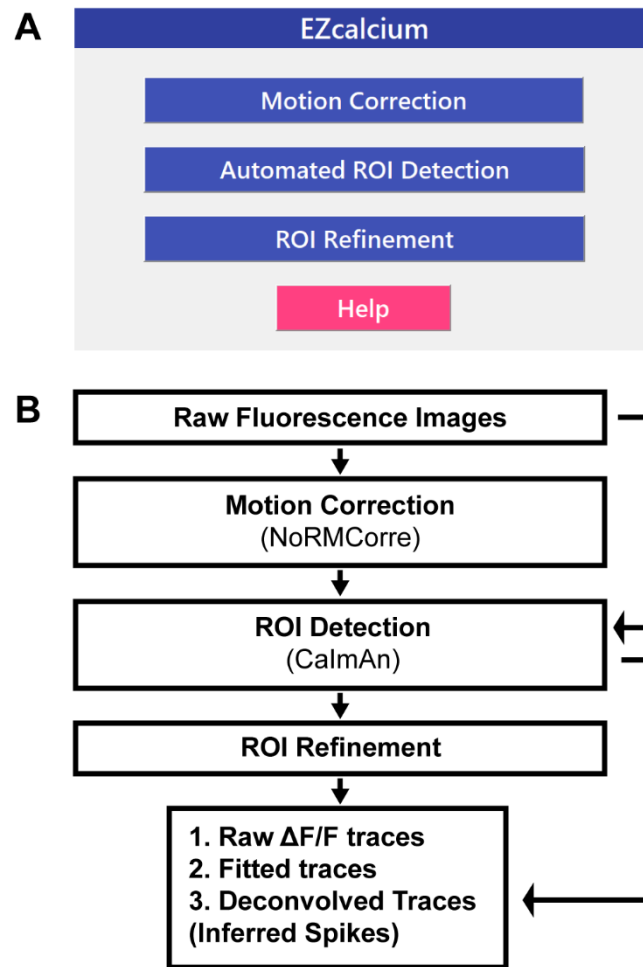 A
EZcalcium
Motion Correction
Automated ROI Detection
ROI Refinement
Help
B
Raw Fluorescence Images
Motion Correction
(NoRMCorre)
ROI Detection
(CaImAn)
ROI Refinement
1. Raw ΔF/F traces
2. Fitted traces
3. Deconvolved Traces
(Inferred Spikes)